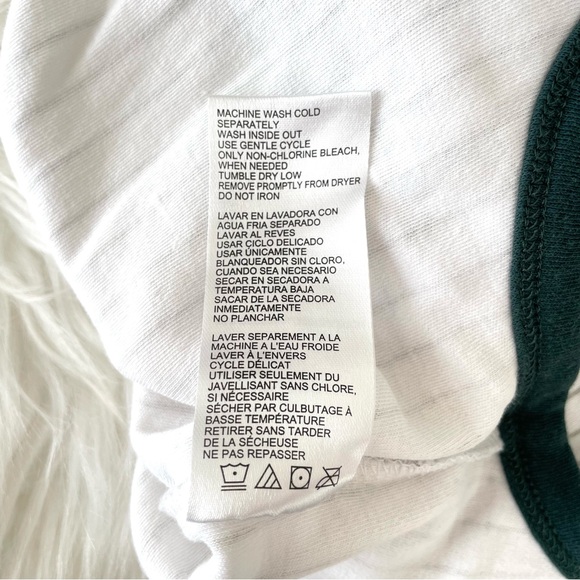 MACHINE WASH COLD
SEPARATELY
WASH INSIDE OUT
USE GENTLE CYCLE
ONLY NON-CHLORINE BLEACH,
WHEN NEEDED
TUMBLE DRY LOW
REMOVE PROMPTLY FROM DRYER
DO NOT IRON
LAVAR EN LAVADORA CON
AGUA FRIA SEPARADO
LAVAR AL REVES
USAR CICLO DELICADO
USAR ÚNICAMENTE
BLANQUEADOR SIN CLORO,
CUANDO SEA NECESARIO
SECAR EN SECADORA A
TEMPERATURA BAJA
SACAR DE LA SECADORA
INMEDIATAMENTE
NO PLANCHAR
LAVER SEPAREMENT A LA
MACHINE A L'EAU FROIDE
LAVER À L'ENVERS
CYCLE DÉLICAT
UTILISER SEULEMENT DU
JAVELLISANT SANS CHLORE,
SI NÉCESSAIRE
SÉCHER PAR CULBUTAGE À
BASSE TEMPÉRATURE
RETIRER SANS TARDER
DE LA SÉCHEUSE
NE PAS REPASSER